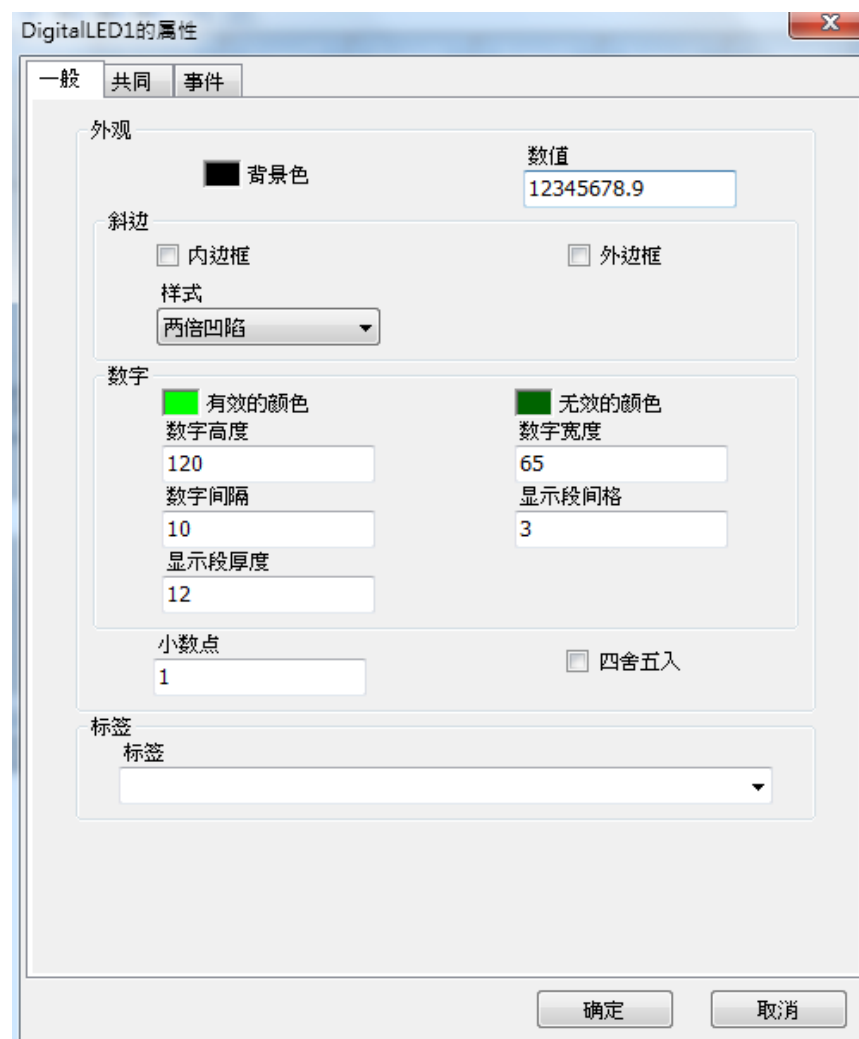 DigitalLED1的属性
一般 共同 事件
外观
背景色
数值
12345678.9
斜边
内边框 外边框
样式
两倍凹陷
数字
有效的颜色 无效的颜色
数字高度 数字宽度
120 65
数字间隔 显示段间格
10 3
显示段厚度
12
小数点
1
四舍五入
标签
标签
确定 取消